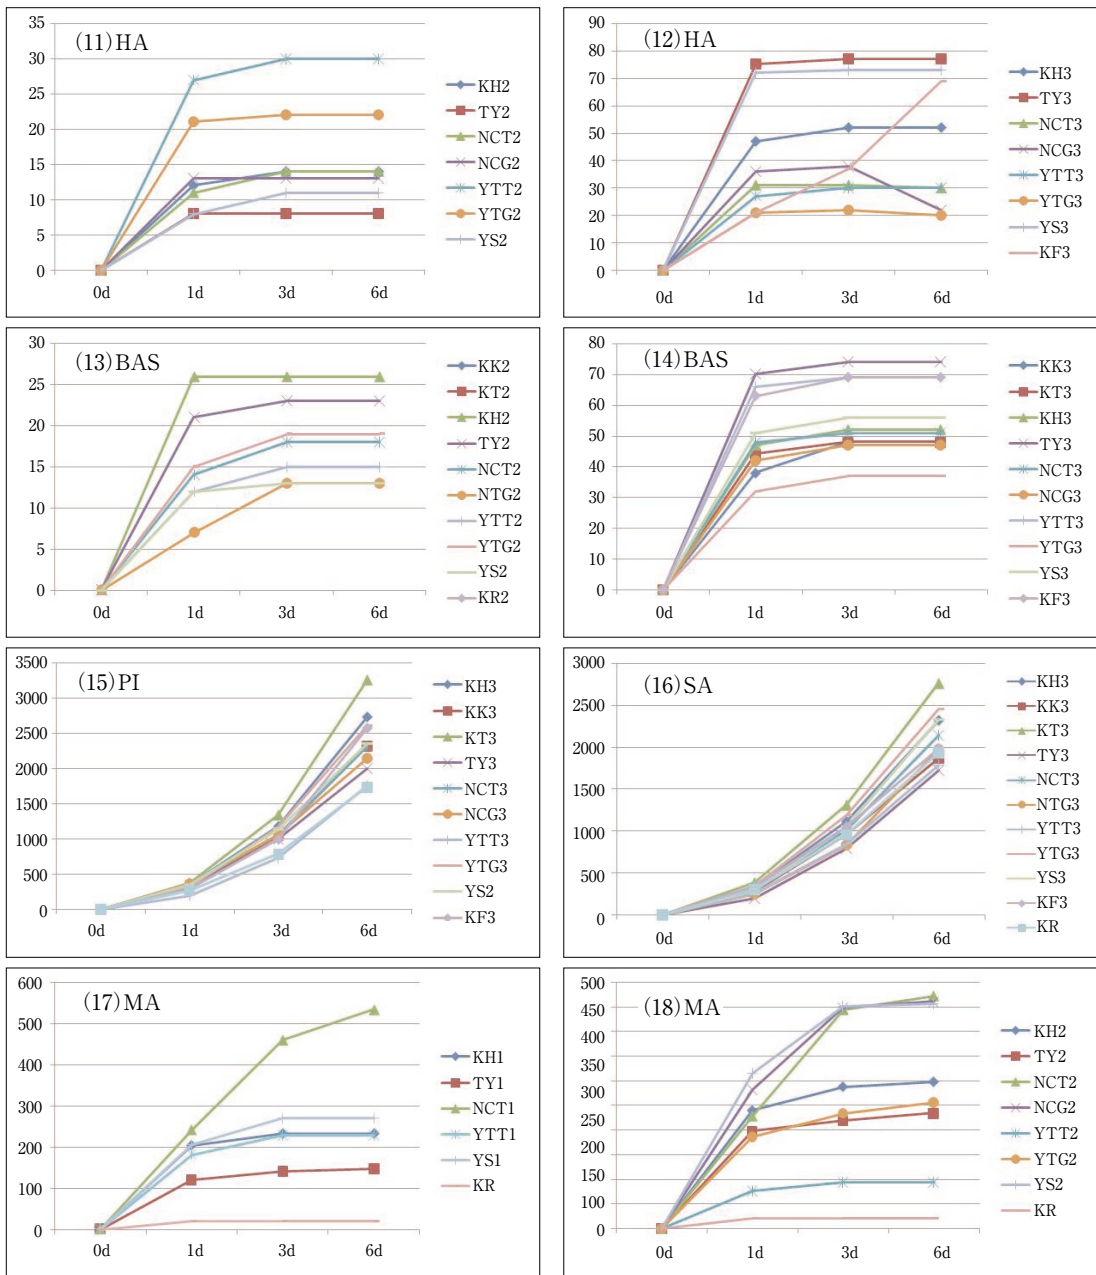 (11)HA
35
30
25
20
15
10
5
0
0d 1d 3d 6d
KH2
TY2
NCT2
NCG2
YTT2
YTG2
YS2
(12)HA
90
80
70
60
50
40
30
20
10
0
0d 1d 3d 6d
KH3
TY3
NCT3
NCG3
YTT3
YTG3
YS3
KF3
(13)BAS
30
25
20
15
10
5
0
0d 1d 3d 6d
KK2
KT2
KH2
TY2
NCT2
NTG2
YTT2
YTG2
YS2
KR2
(14)BAS
80
70
60
50
40
30
20
10
0
0d 1d 3d 6d
KK3
KT3
KH3
TY3
NCT3
NCG3
YTT3
YTG3
YS3
KF3
(15)PI
3500
3000
2500
2000
1500
1000
500
0
0d 1d 3d 6d
KH3
KK3
KT3
TY3
NCT3
NCG3
YTT3
YTG3
YS2
KF3
(16)SA
3000
2500
2000
1500
1000
500
0
0d 1d 3d 6d
KH3
KK3
KT3
TY3
NCT3
NTG3
YTT3
YTG3
YS3
KF3
KR
(17)MA
600
500
400
300
200
100
0
0d 1d 3d 6d
KH1
TY1
NCT1
YTT1
YS1
KR
(18)MA
500
450
400
350
300
250
200
150
100
100
0
0d 1d 3d 6d
KH2
TY2
NCT2
NCG2
YTT2
YTG2
YS2
KR